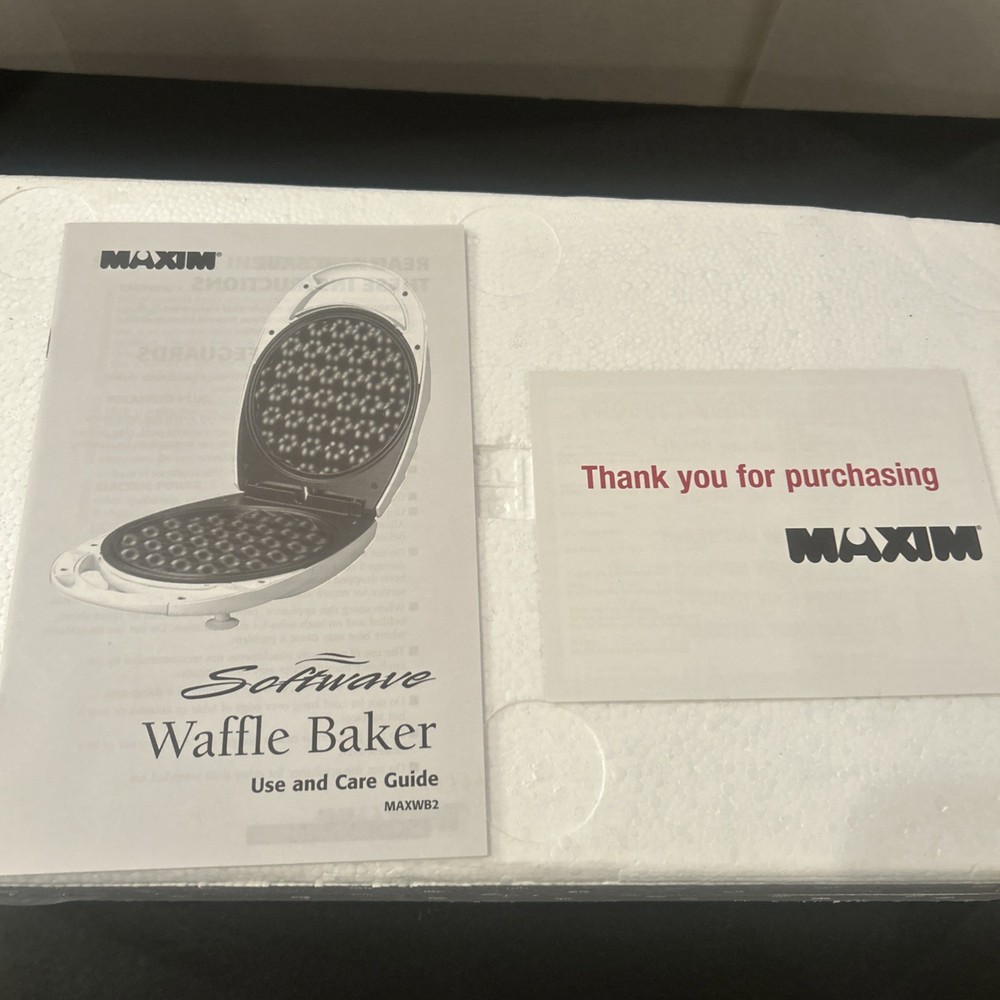 MAXIM®
Softwave
Waffle Baker
Use and Care Guide
MAXWB2
Thank you for purchasing
MAXIM®